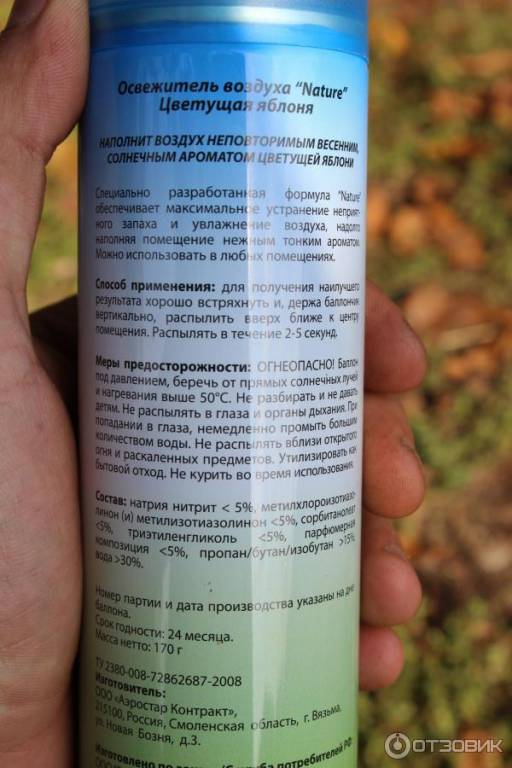 Освежитель воздуха "Nature"
Цветущая яблоня
НАПОЛНИТ ВОЗДУХ НЕПОВТОРИМЫМ ВЕСЕННИМ,
СОЛНЕЧНЫМ АРОМАТОМ ЦВЕТУЩЕЙ ЯБЛОНИ
Специально разработанная формула "Nature"
обеспечивает максимальное устранение неприят-
ного запаха и увлажнение воздуха, надолго
наполняя помещение нежным тонким ароматом.
Можно использовать в любых помещениях.
Способ применения: для получения наилучшего
результата хорошо встряхнуть и, держа баллончик
вертикально, распылить вверх ближе к центру
помещения. Распылять в течение 2-5 секунд.
Меры предосторожности: ОГНЕОПАСНО! Баллон
под давлением, беречь от прямых солнечных лучей
и нагревания выше 50°С. Не разбирать и не давать
детям. Не распылять в глаза и органы дыхания. При
попадании в глаза, немедленно промыть большим
количеством воды. Не распылять вблизи открытого
огня и раскаленных предметов. Утилизировать как
бытовой отход. Не курить во время использования.
Состав: натрия нитрит < 5%, метилхлороизотиазо-
линон (и) метилизотиазолинон <5%, сорбитанолеат
<5%, триэтиленгликоль <5%, парфюмерная
композиция <5%, пропан/бутан/изобутан >15%,
вода >30%.
Номер партии и дата производства указаны на дне
баллона.
Срок годности: 24 месяца.
Масса нетто: 170 г
ТУ 2380-008-72862687-2008
Изготовитель:
ООО «Аэростар Контракт»,
215100, Россия, Смоленская область, г. Вязьма,
ул. Новая Бозня, д.3.
Изготовлено по потребителей РФ:
ОТЗОВИК